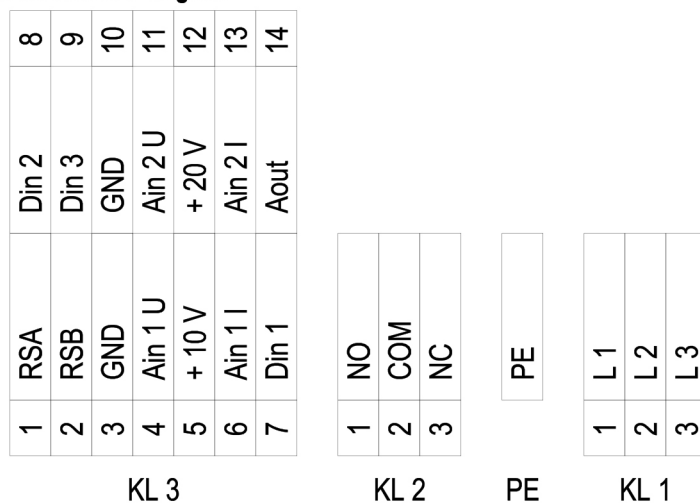 8 9 10 11 12 13 14
Din 2 Din 3 GND Ain 2 U + 20 V Ain 2 I Aout
RSA RSB GND Ain 1 U + 10 V Ain 1 I Din 1 NO COM NC PE L 1 L 2 L 3
1 2 3 4 5 6 7 1 2 3 1 2 3
KL 3 KL 2 PE KL 1